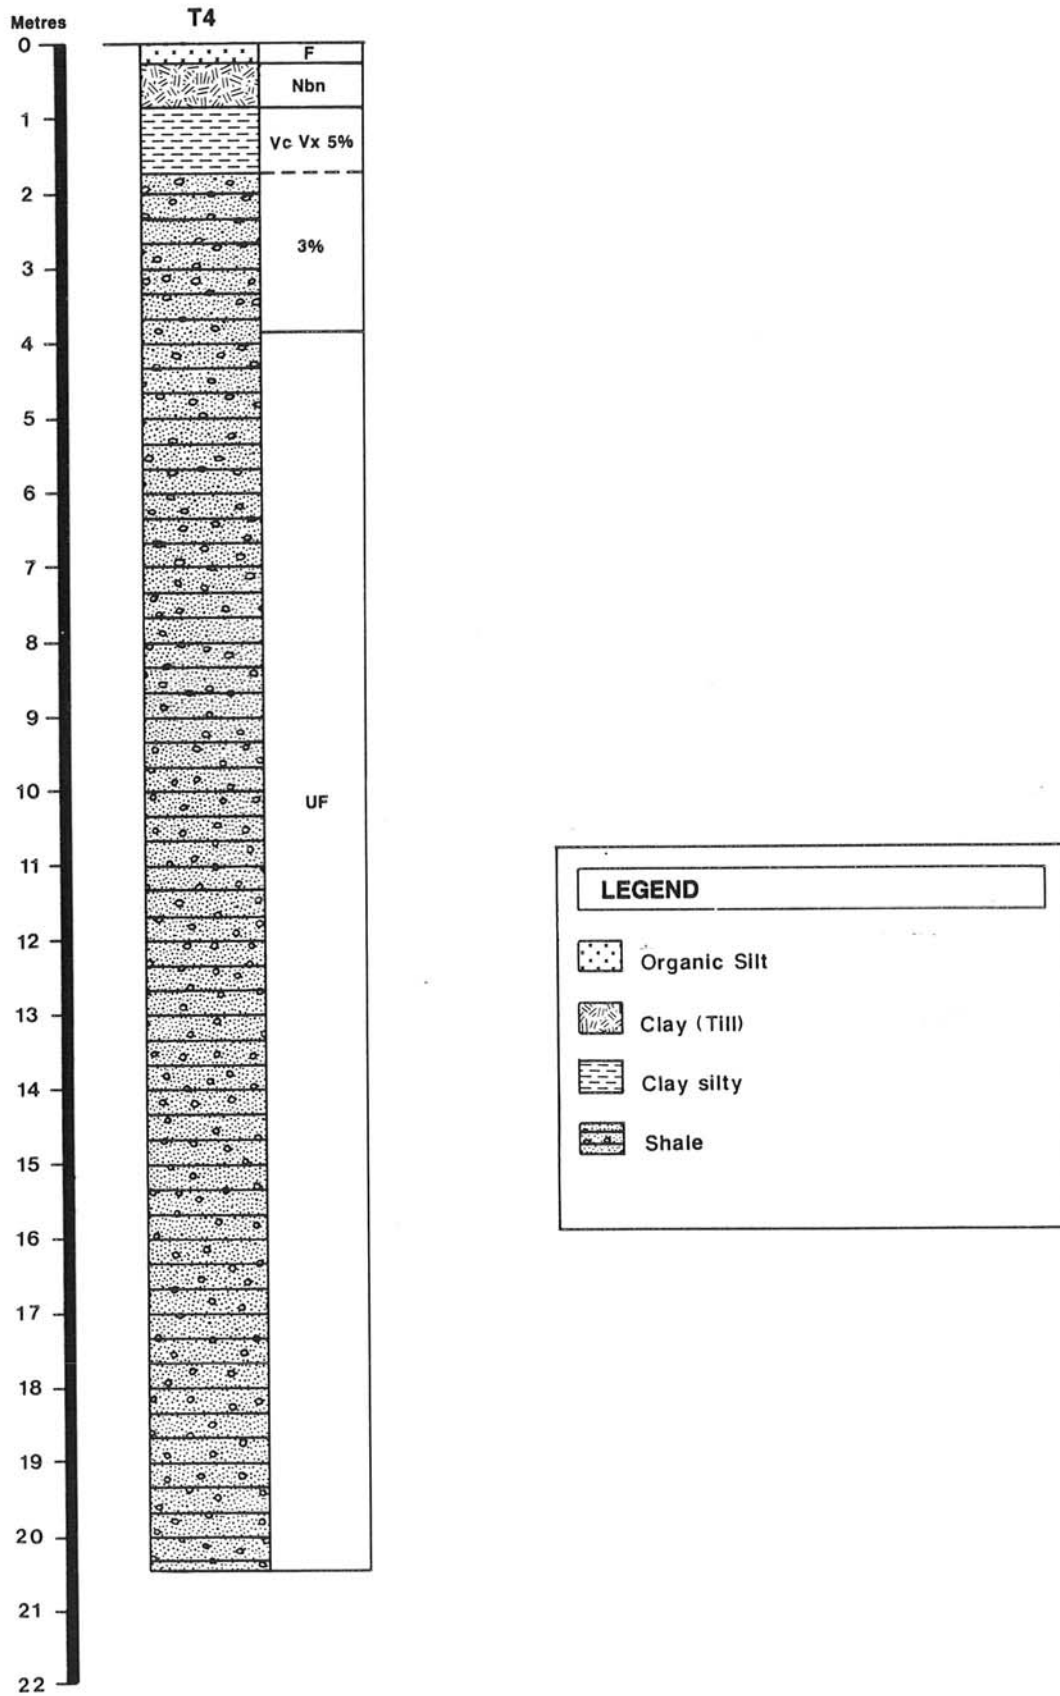 Metres
T4
0
F
Nbn
1
Vc Vx 5%
2
3%
3
4
5
6
7
8
9
10
UF
11
12
13
14
15
16
17
18
19
20
21
22
LEGEND
Organic Silt
Clay (Till)
Clay silty
Shale